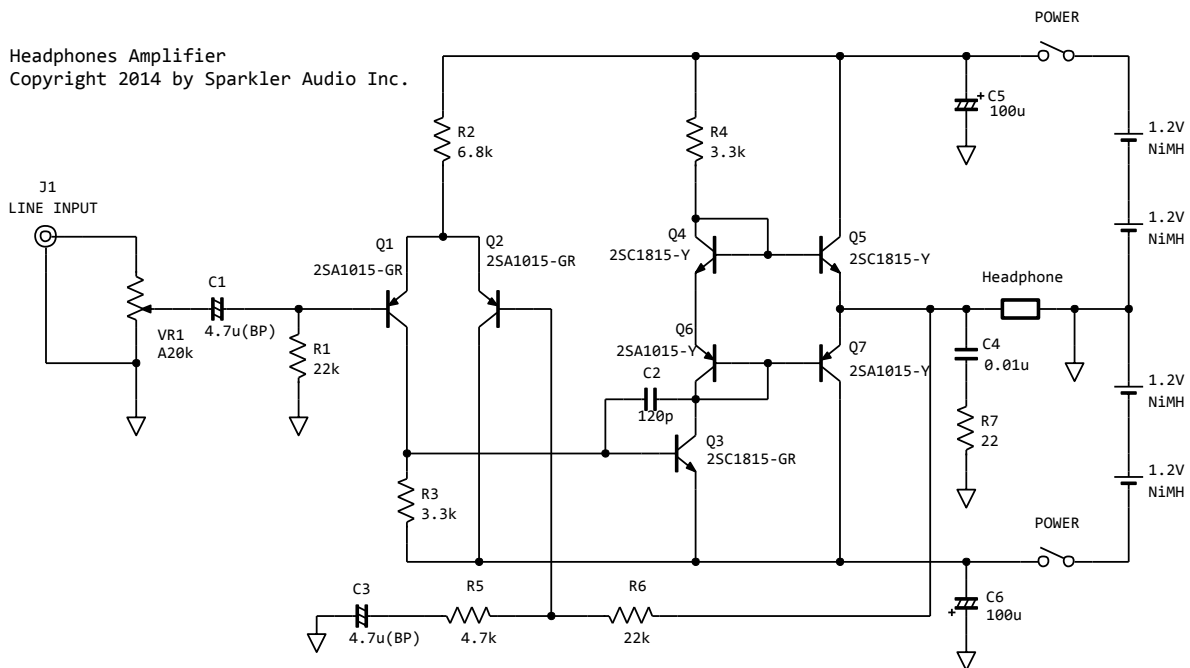 POWER
Headphones Amplifier
Copyright 2014 by Sparkler Audio Inc.
C5
100u
R2
6.8k
R4
3.3k
1.2V
NiMH
J1
LINE INPUT
1.2V
NiMH
Q1
2SA1015-GR
Q2
2SA1015-GR
Q4
2SC1815-Y
Q5
2SC1815-Y
Headphone
C1
4.7u(BP)
VR1
A20k
R1
22k
Q6
2SA1015-Y
Q7
2SA1015-Y
C4
0.01u
C2
120p
1.2V
NiMH
R7
22
Q3
2SC1815-GR
R3
3.3k
1.2V
NiMH
POWER
C3
4.7u(BP)
R5
4.7k
R6
22k
C6
100u